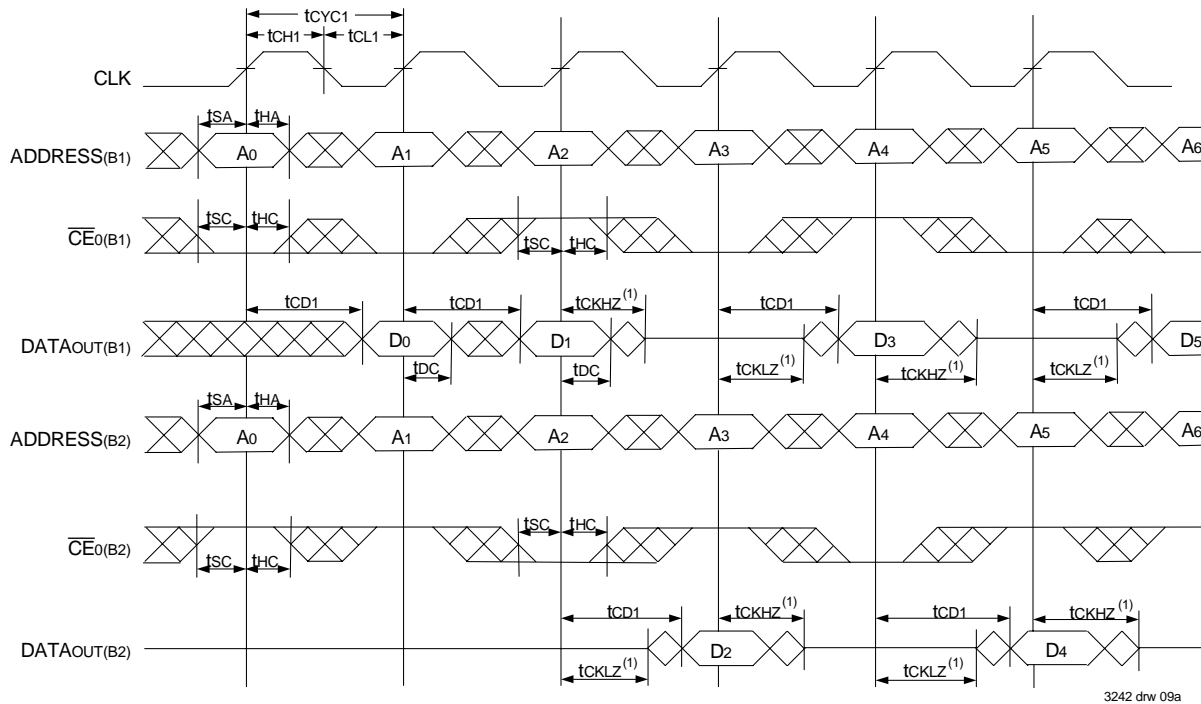 tCYC1
tCH1 tCL1
CLK
tSA tHA
ADDRESS(B1) A0 A1 A2 A3 A4 A5 A6
tSC tHC
CE0(B1)
tSC tHC
tCD1 tCD1 tCKHZ(1) tCD1 tCD1
DATAOUT(B1) D0 D1 D3 D5
tDC tDC tCKLZ(1) tCKHZ(1) tCKLZ(1)
tSA tHA
ADDRESS(B2) A0 A1 A2 A3 A4 A5 A6
tSC tHC
CE0(B2)
tSC tHC
tCD1 tCKHZ(1) tCD1 tCKHZ(1)
DATAOUT(B2) D2 D4
tCKLZ(1) tCKLZ(1)
3242 drw 09a